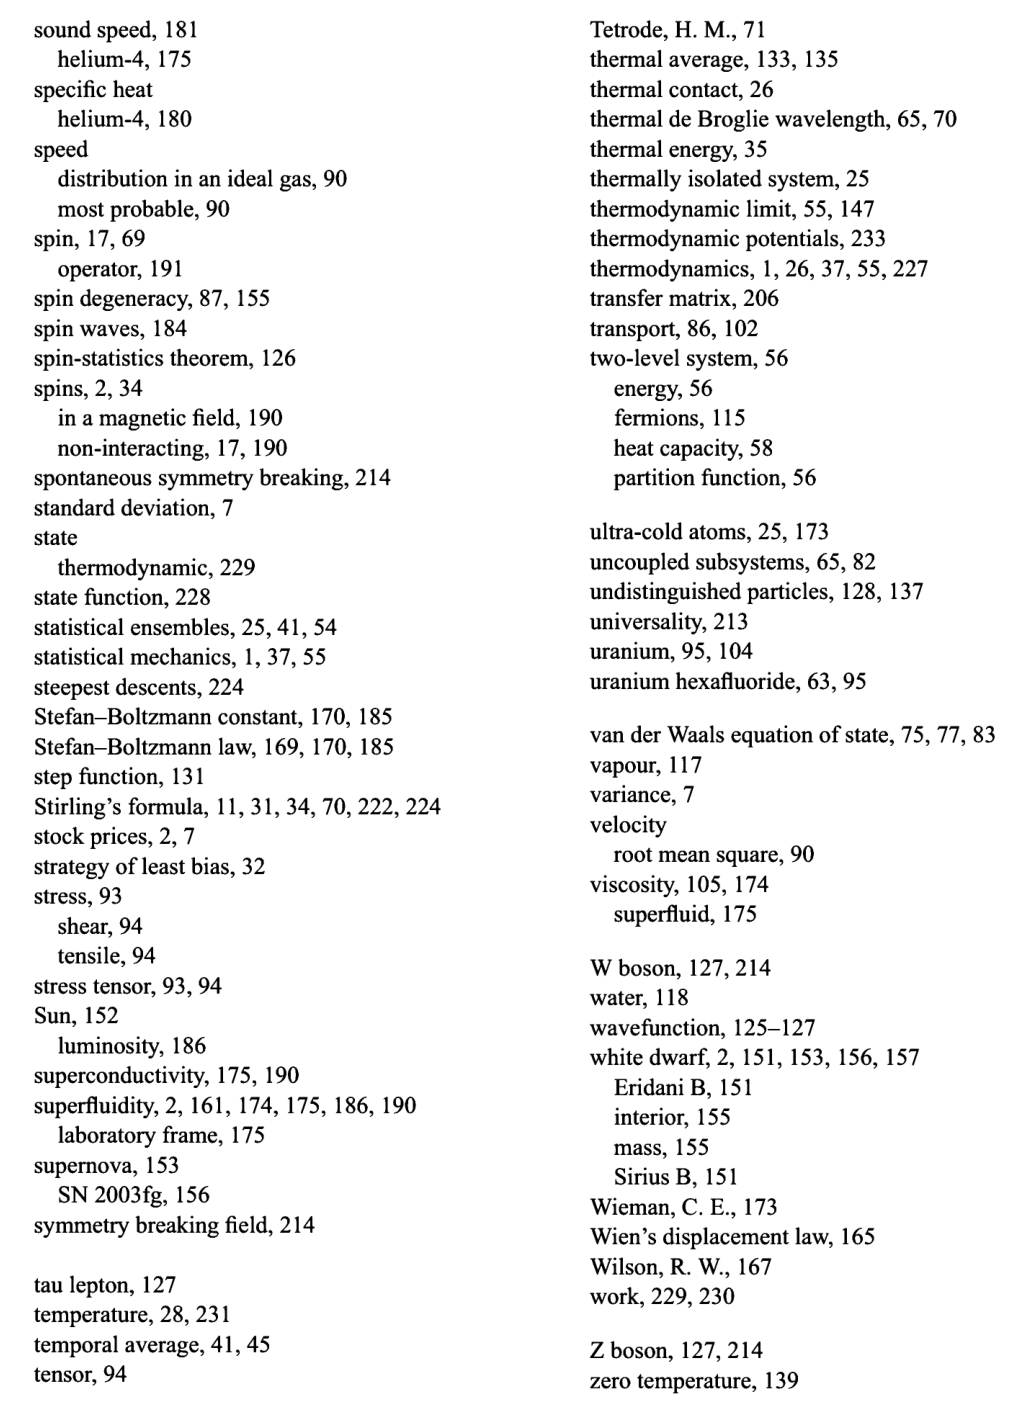 sound speed, 181
helium-4, 175
specific heat
helium-4, 180
speed
distribution in an ideal gas, 90
most probable, 90
spin, 17, 69
operator, 191
spin degeneracy, 87, 155
spin waves, 184
spin-statistics theorem, 126
spins, 2, 34
in a magnetic field, 190
non-interacting, 17, 190
spontaneous symmetry breaking, 214
standard deviation, 7
state
thermodynamic, 229
state function, 228
statistical ensembles, 25, 41, 54
statistical mechanics, 1, 37, 55
steepest descents, 224
Stefan–Boltzmann constant, 170, 185
Stefan–Boltzmann law, 169, 170, 185
step function, 131
Stirling’s formula, 11, 31, 34, 70, 222, 224
stock prices, 2, 7
strategy of least bias, 32
stress, 93
shear, 94
tensile, 94
stress tensor, 93, 94
Sun, 152
luminosity, 186
superconductivity, 175, 190
superfluidity, 2, 161, 174, 175, 186, 190
laboratory frame, 175
supernova, 153
SN 2003fg, 156
symmetry breaking field, 214
tau lepton, 127
temperature, 28, 231
temporal average, 41, 45
tensor, 94
Tetrode, H. M., 71
thermal average, 133, 135
thermal contact, 26
thermal de Broglie wavelength, 65, 70
thermal energy, 35
thermally isolated system, 25
thermodynamic limit, 55, 147
thermodynamic potentials, 233
thermodynamics, 1, 26, 37, 55, 227
transfer matrix, 206
transport, 86, 102
two-level system, 56
energy, 56
fermions, 115
heat capacity, 58
partition function, 56
ultra-cold atoms, 25, 173
uncoupled subsystems, 65, 82
undistinguished particles, 128, 137
universality, 213
uranium, 95, 104
uranium hexafluoride, 63, 95
van der Waals equation of state, 75, 77, 83
vapour, 117
variance, 7
velocity
root mean square, 90
viscosity, 105, 174
superfluid, 175
W boson, 127, 214
water, 118
wavefunction, 125–127
white dwarf, 2, 151, 153, 156, 157
Eridani B, 151
interior, 155
mass, 155
Sirius B, 151
Wieman, C. E., 173
Wien’s displacement law, 165
Wilson, R. W., 167
work, 229, 230
Z boson, 127, 214
zero temperature, 139